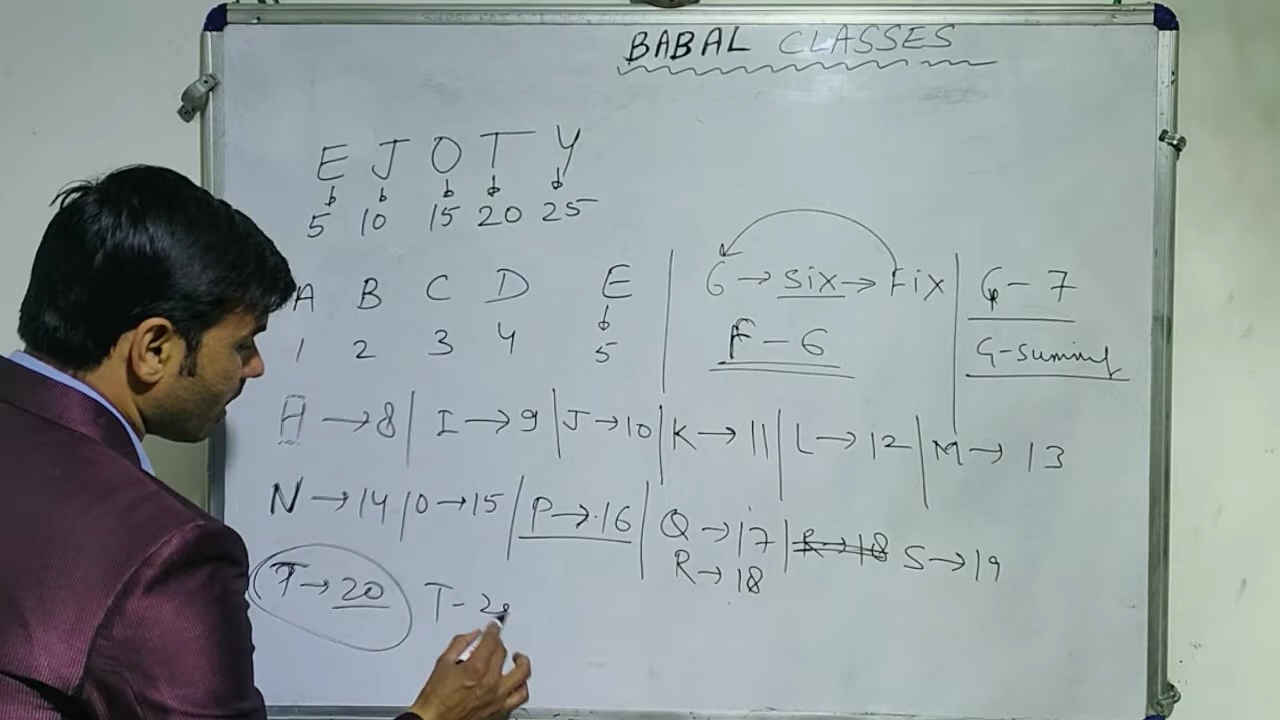 BABAL CLASSES
E J O T Y
5 10 15 20 25
A B C D E
1 2 3 4 5
6 → Six → Fix
F - 6
G - 7
H → 8 | I → 9 | J → 10 | K → 11 | L → 12 | M → 13
N → 14 | O → 15 | P → 16 | Q → 17 | R → 18 S → 19
R → 18
T → 20 T - 20